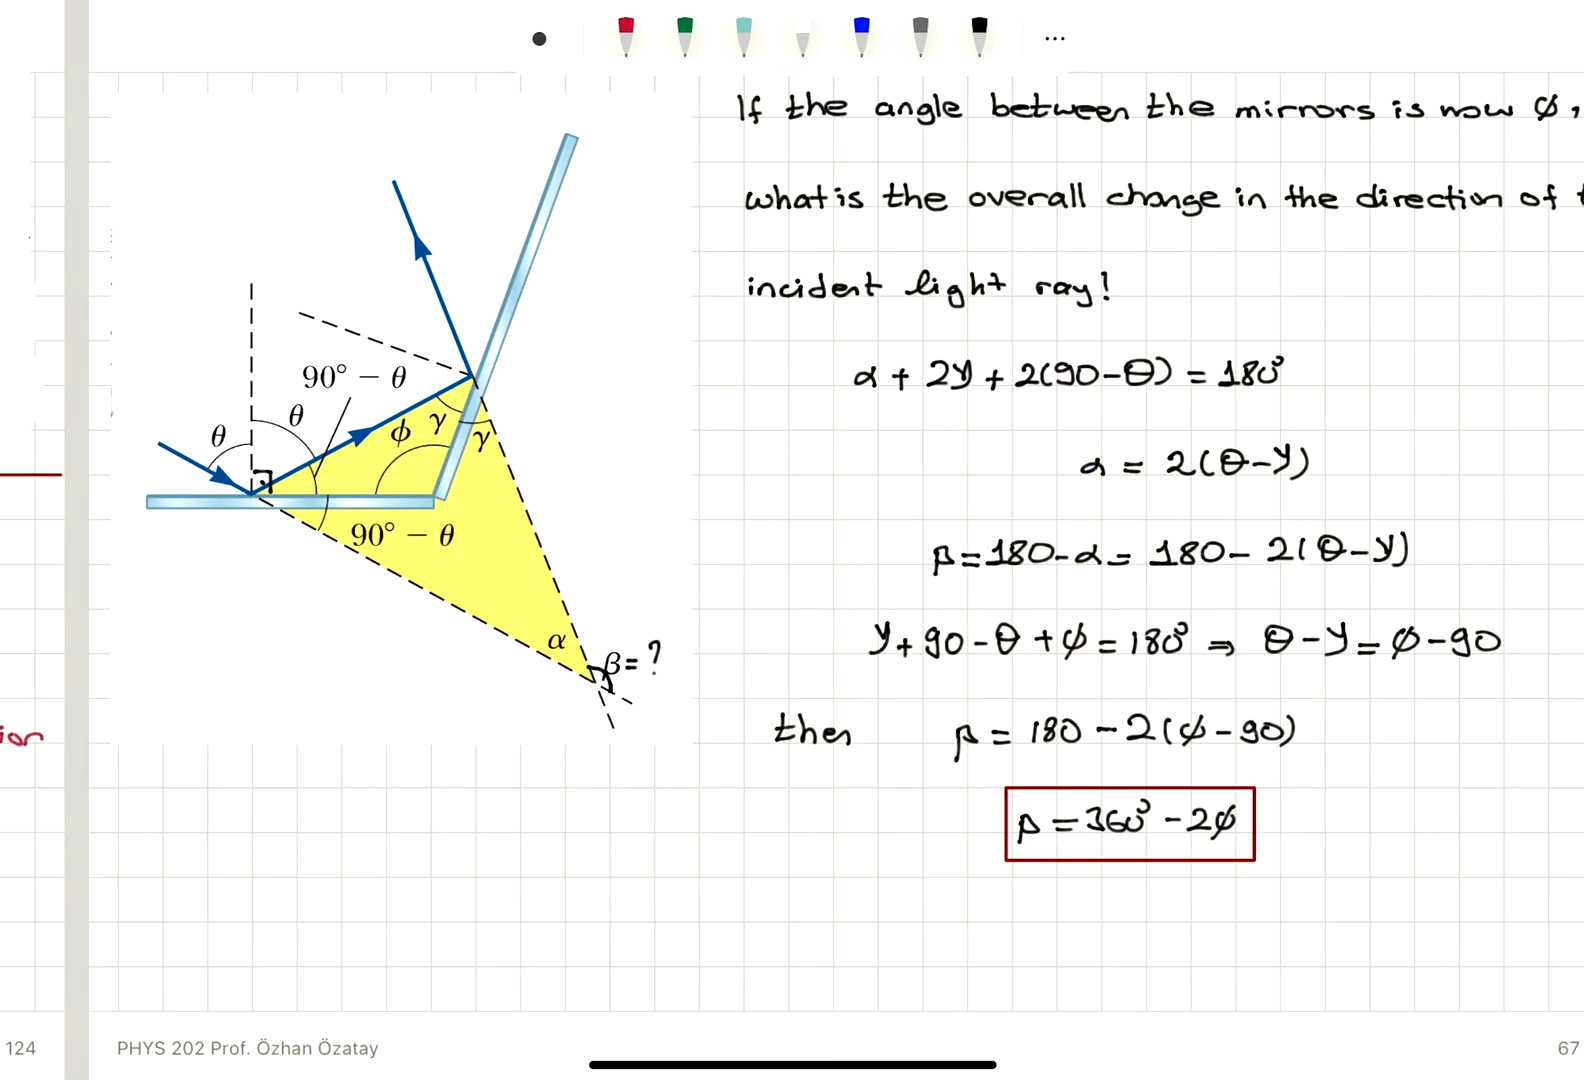 ...
If the angle between the mirrors is now ϕ,
what is the overall change in the direction of
incident light ray!
90° − θ
θ
θ
ϕ
γ
γ
90° − θ
α
β = ?
α + 2γ + 2(90-θ) = 180°
α = 2(θ-γ)
β = 180-α = 180 - 2(θ-γ)
γ + 90 - θ + ϕ = 180° ⇒ θ - γ = ϕ - 90
then β = 180 - 2(ϕ - 90)
β = 360° - 2ϕ
124
PHYS 202 Prof. Özhan Özatay
67